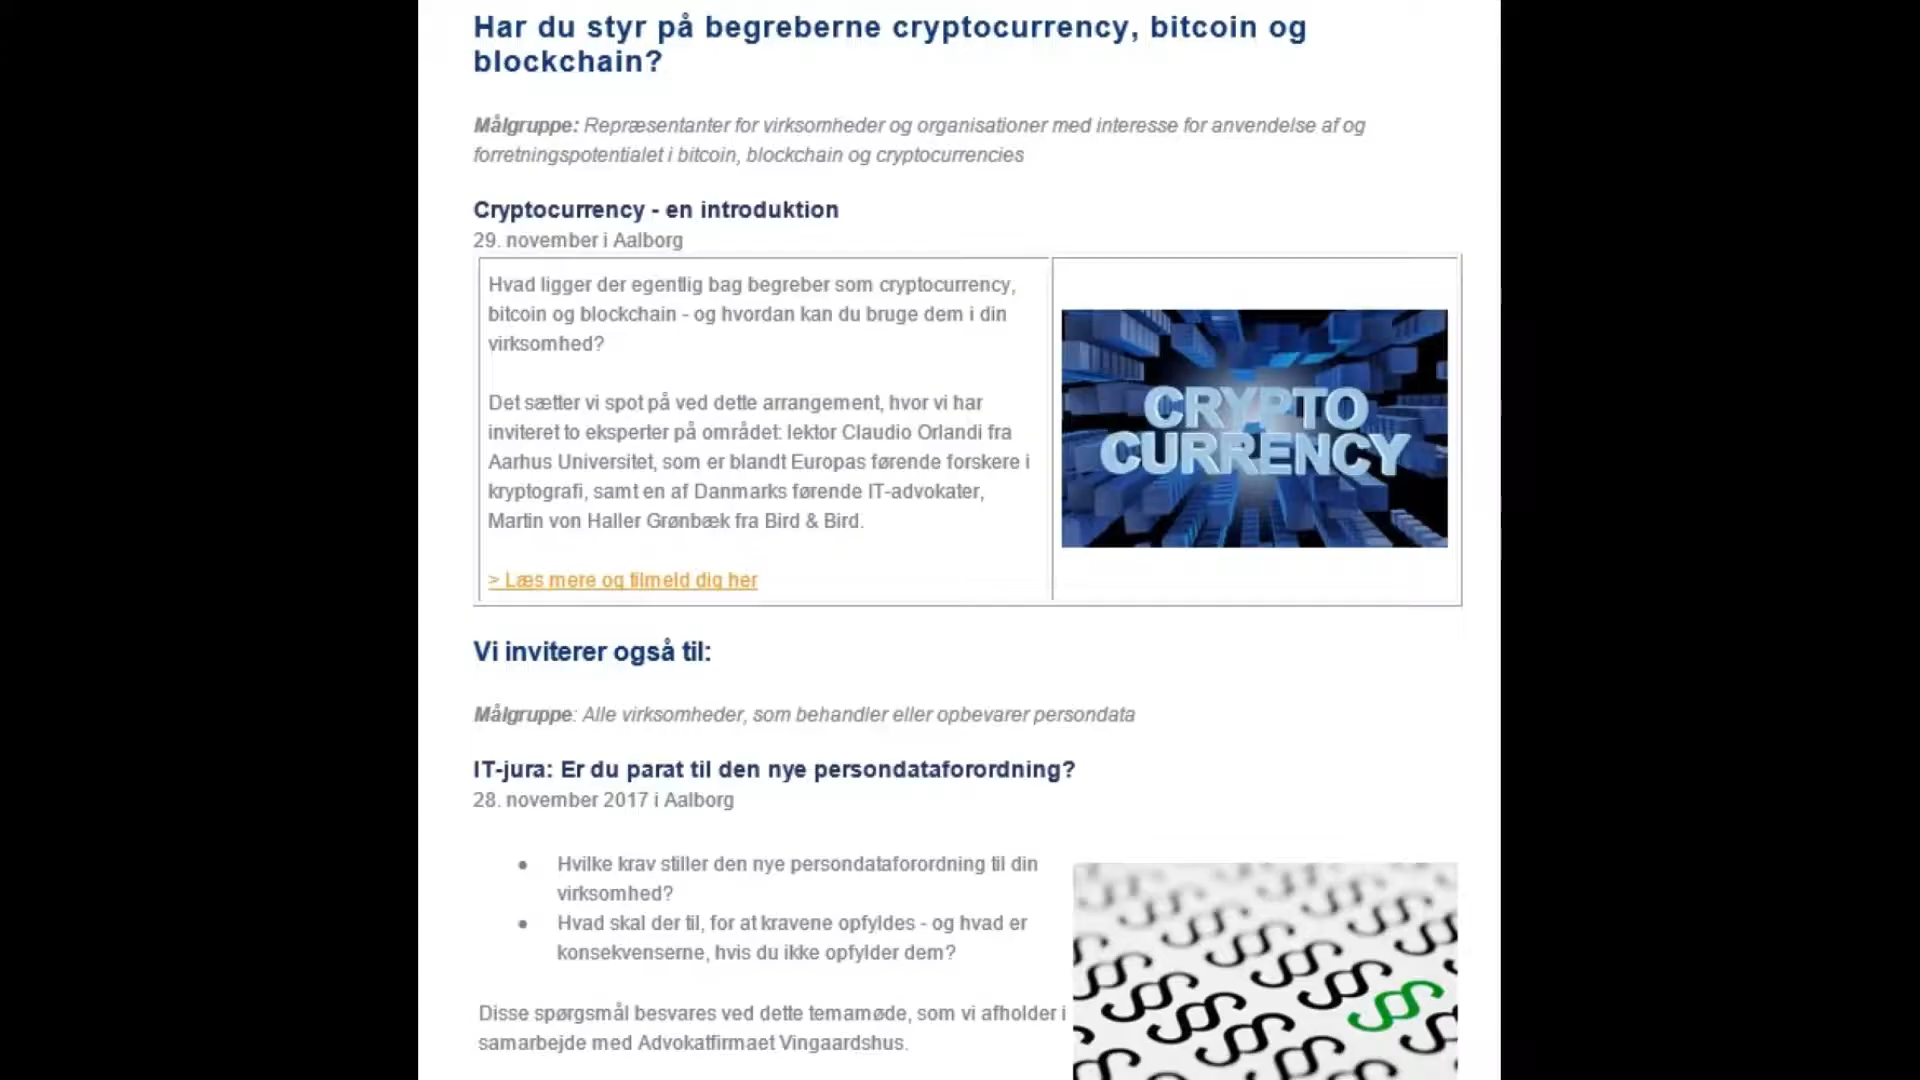 Har du styr på begreberne cryptocurrency, bitcoin og
blockchain?
Målgruppe: Repræsentanter for virksomheder og organisationer med interesse for anvendelse af og
forretningspotentialet i bitcoin, blockchain og cryptocurrencies
Cryptocurrency - en introduktion
29. november i Aalborg
Hvad ligger der egentlig bag begreber som cryptocurrency,
bitcoin og blockchain - og hvordan kan du bruge dem i din
virksomhed?
Det sætter vi spot på ved dette arrangement, hvor vi har
inviteret to eksperter på området: lektor Claudio Orlandi fra
Aarhus Universitet, som er blandt Europas førende forskere i
kryptografi, samt en af Danmarks førende IT-advokater,
Martin von Haller Grønbæk fra Bird & Bird.
> Læs mere og tilmeld dig her
CRYPTO
CURRENCY
Vi inviterer også til:
Målgruppe: Alle virksomheder, som behandler eller opbevarer persondata
IT-jura: Er du parat til den nye persondataforordning?
28. november 2017 i Aalborg
• Hvilke krav stiller den nye persondataforordning til din
virksomhed?
• Hvad skal der til, for at kravene opfyldes - og hvad er
konsekvenserne, hvis du ikke opfylder dem?
Disse spørgsmål besvares ved dette temamøde, som vi afholder i
samarbejde med Advokatfirmaet Vingaardshus.